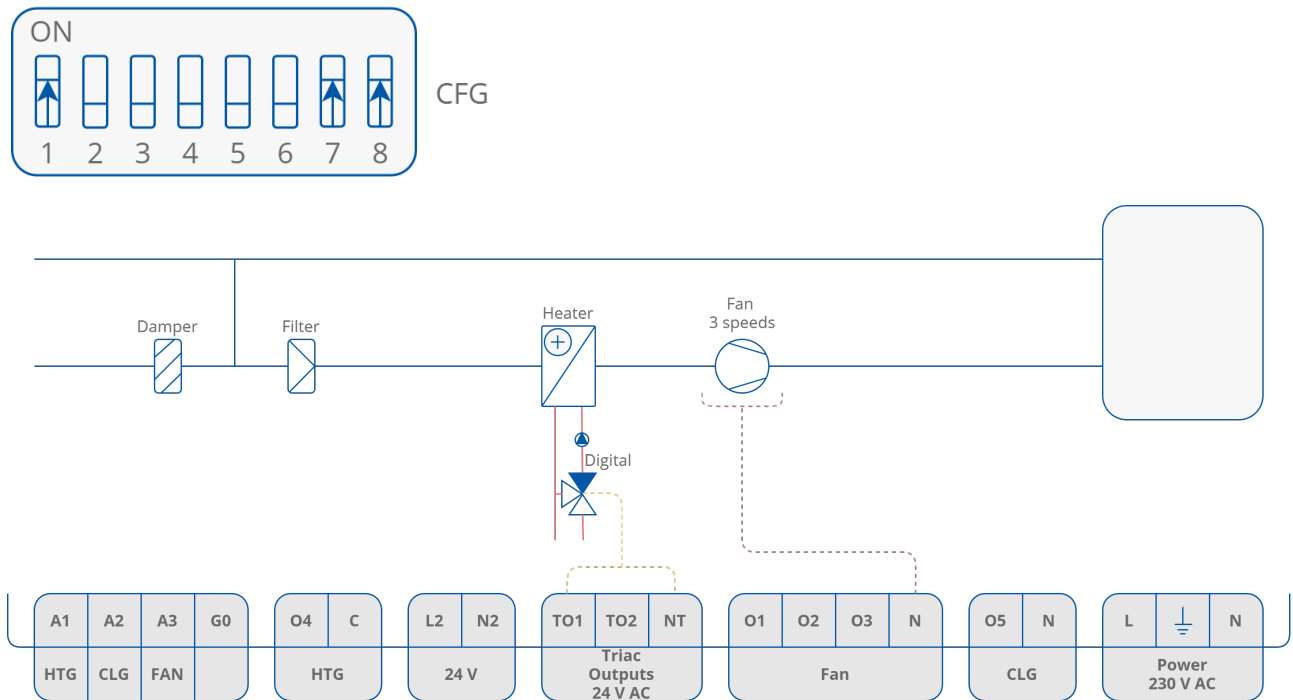 ON
1 2 3 4 5 6 7 8
CFG
Damper
Filter
Heater
Fan
3 speeds
Digital
A1 A2 A3 G0
HTG CLG FAN
O4 C
HTG
L2 N2
24 V
TO1 TO2 NT
Triac
Outputs
24 V AC
O1 O2 O3 N
Fan
O5 N
CLG
L N
Power
230 V AC